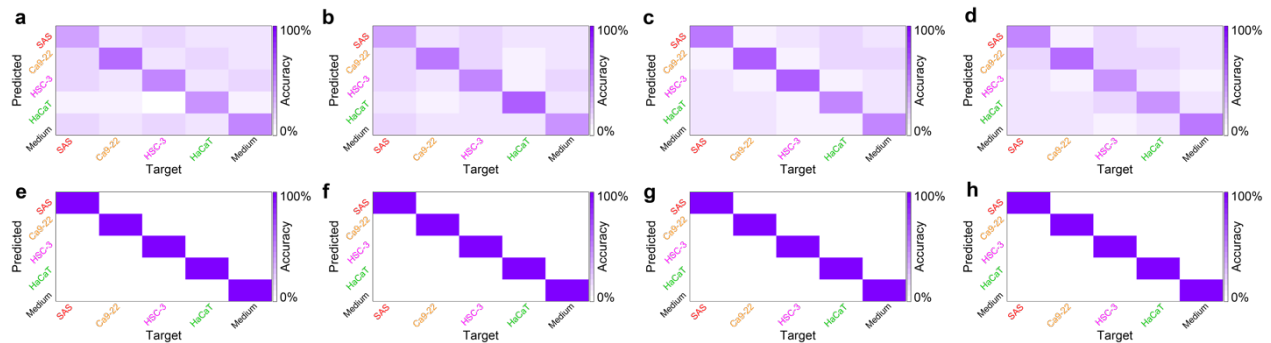 a
100%
SAS
Ca9-22
HSC-3
HaCaT
Medium
Predicted
Accuracy
0%
SAS
Ca9-22
HSC-3
HaCaT
Medium
Target
b
100%
SAS
Ca9-22
HSC-3
HaCaT
Medium
Predicted
Accuracy
0%
SAS
Ca9-22
HSC-3
HaCaT
Medium
Target
c
100%
SAS
Ca9-22
HSC-3
HaCaT
Medium
Predicted
Accuracy
0%
SAS
Ca9-22
HSC-3
HaCaT
Medium
Target
d
100%
SAS
Ca9-22
HSC-3
HaCaT
Medium
Predicted
Accuracy
0%
SAS
Ca9-22
HSC-3
HaCaT
Medium
Target
e
100%
SAS
Ca9-22
HSC-3
HaCaT
Medium
Predicted
Accuracy
0%
SAS
Ca9-22
HSC-3
HaCaT
Medium
Target
f
100%
SAS
Ca9-22
HSC-3
HaCaT
Medium
Predicted
Accuracy
0%
SAS
Ca9-22
HSC-3
HaCaT
Medium
Target
g
100%
SAS
Ca9-22
HSC-3
HaCaT
Medium
Predicted
Accuracy
0%
SAS
Ca9-22
HSC-3
HaCaT
Medium
Target
h
100%
SAS
Ca9-22
HSC-3
HaCaT
Medium
Predicted
Accuracy
0%
SAS
Ca9-22
HSC-3
HaCaT
Medium
Target